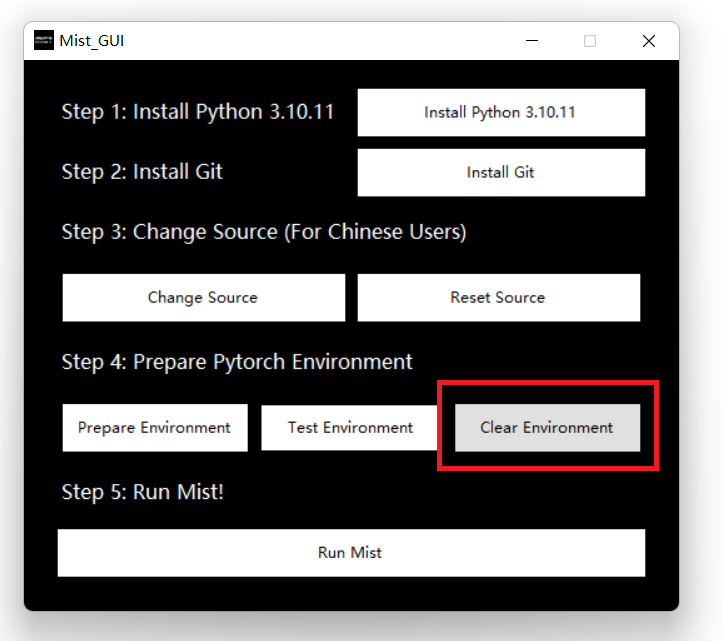 Mist_GUI
Step 1: Install Python 3.10.11
Install Python 3.10.11
Step 2: Install Git
Install Git
Step 3: Change Source (For Chinese Users)
Change Source
Reset Source
Step 4: Prepare Pytorch Environment
Prepare Environment
Test Environment
Clear Environment
Step 5: Run Mist!
Run Mist